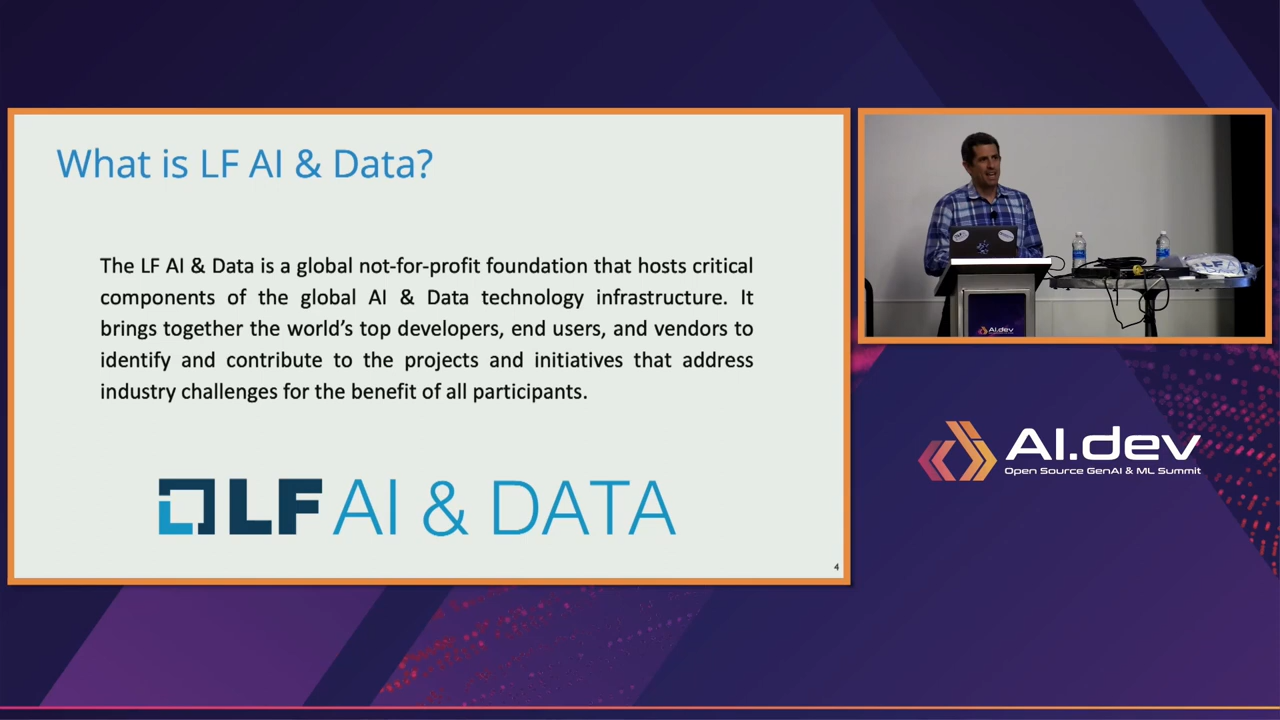 What is LF AI & Data?
The LF AI & Data is a global not-for-profit foundation that hosts critical
components of the global AI & Data technology infrastructure. It
brings together the world’s top developers, end users, and vendors to
identify and contribute to the projects and initiatives that address
industry challenges for the benefit of all participants.
LF AI & DATA
4
AI.dev
LF
AI.dev
Open Source GenAI & ML Summit